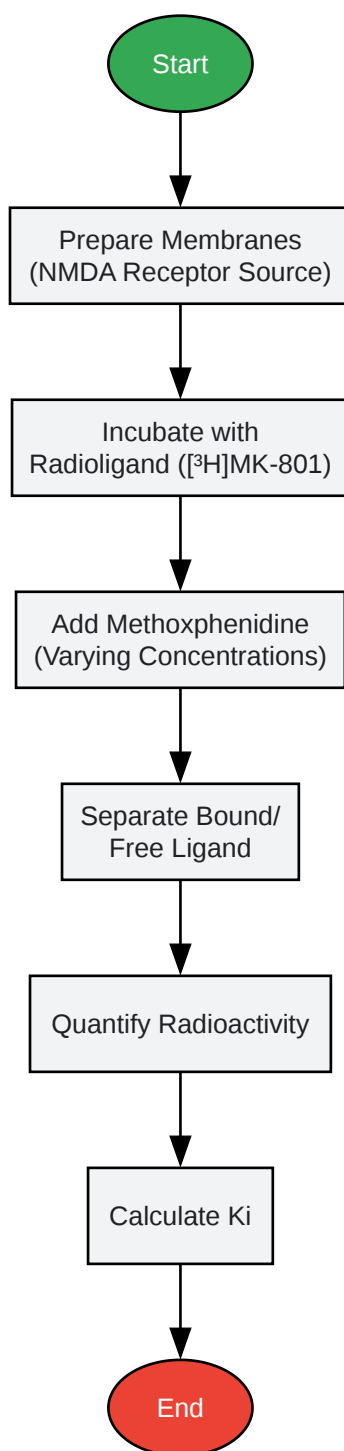 Start
Prepare Membranes
(NMDA Receptor Source)
Incubate with
Radioligand ([³H]MK-801)
Add Methoxphenidine
(Varying Concentrations)
Separate Bound/
Free Ligand
Quantify Radioactivity
Calculate Ki
End